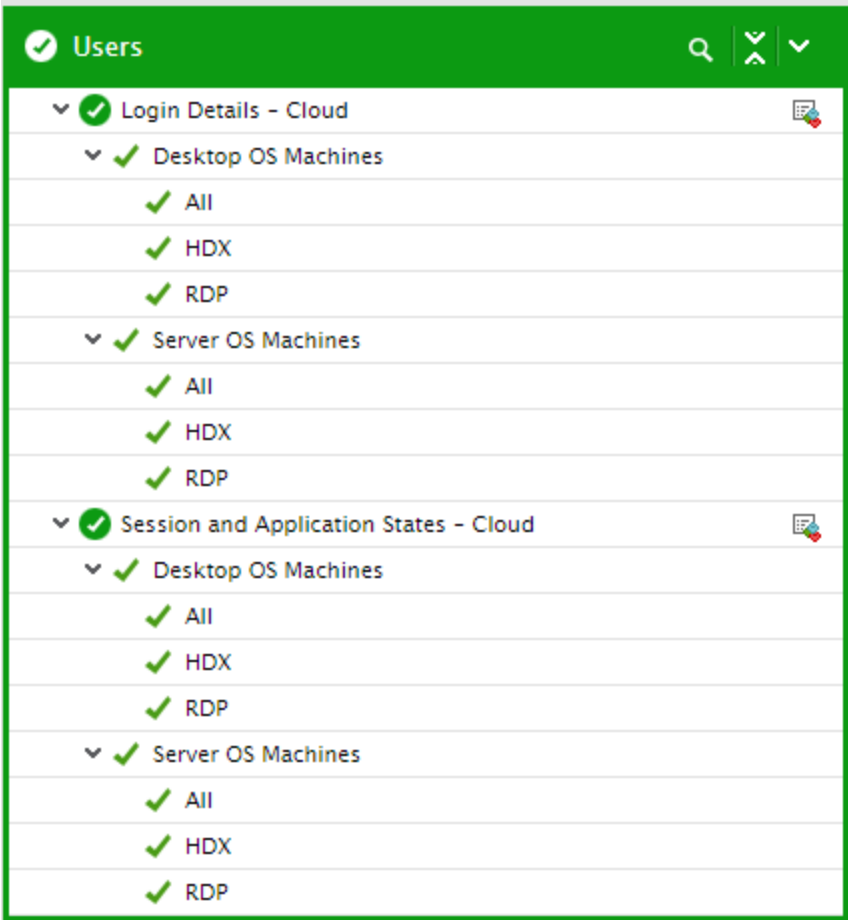 Users
Login Details - Cloud
Desktop OS Machines
All
HDX
RDP
Server OS Machines
All
HDX
RDP
Session and Application States - Cloud
Desktop OS Machines
All
HDX
RDP
Server OS Machines
All
HDX
RDP